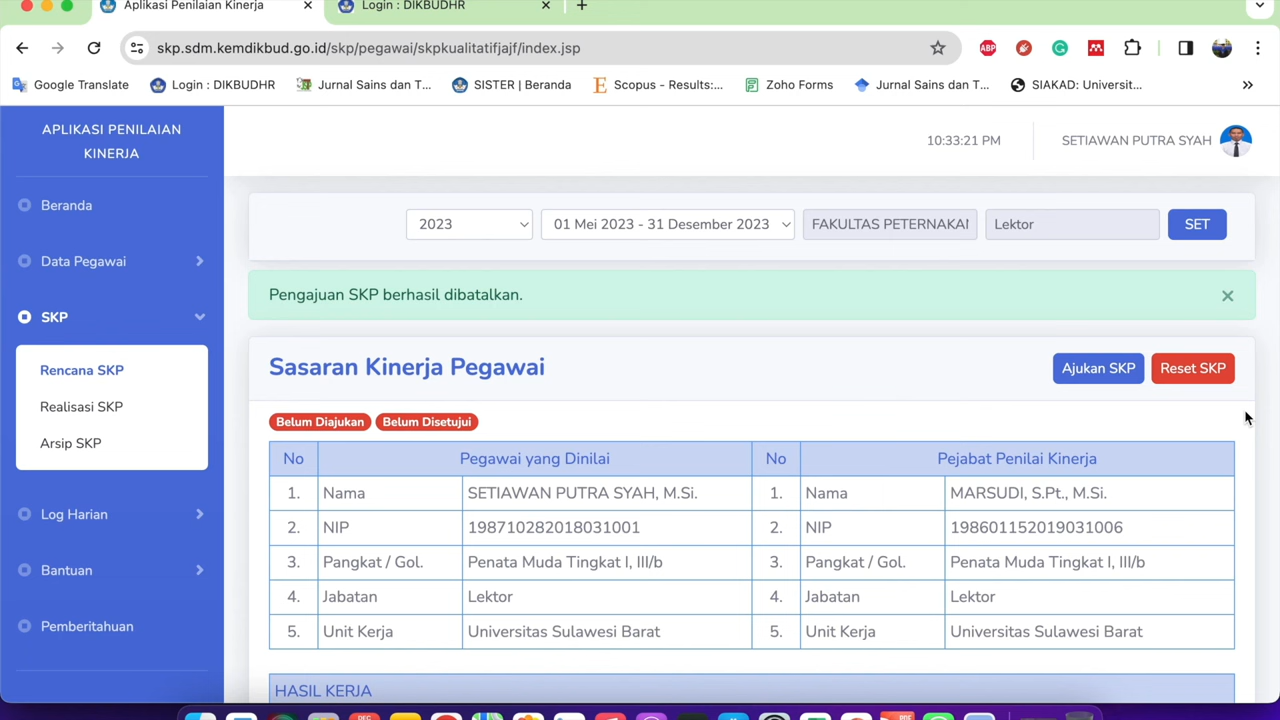 Aplikasi Penilaian Kinerja
Login : DIKBUDHR
skp.sdm.kemdikbud.go.id/skp/pegawai/skpkualitatifjajf/index.jsp
ABP
Google Translate
Login : DIKBUDHR
Jurnal Sains dan T...
SISTER | Beranda
Scopus - Results:...
Zoho Forms
Jurnal Sains dan T...
SIAKAD: Universit...
APLIKASI PENILAIAN
KINERJA
10:33:21 PM
SETIAWAN PUTRA SYAH
Beranda
Data Pegawai
SKP
Rencana SKP
Realisasi SKP
Arsip SKP
Log Harian
Bantuan
Pemberitahuan
2023
01 Mei 2023 - 31 Desember 2023
FAKULTAS PETERNAKAN
Lektor
SET
Pengajuan SKP berhasil dibatalkan.
Sasaran Kinerja Pegawai
Ajukan SKP
Reset SKP
Belum Diajukan
Belum Disetujui
No Pegawai yang Dinilai No Pejabat Penilai Kinerja
1. Nama SETIAWAN PUTRA SYAH, M.Si. 1. Nama MARSUDI, S.Pt., M.Si.
2. NIP 198710282018031001 2. NIP 198601152019031006
3. Pangkat / Gol. Penata Muda Tingkat I, III/b 3. Pangkat / Gol. Penata Muda Tingkat I, III/b
4. Jabatan Lektor 4. Jabatan Lektor
5. Unit Kerja Universitas Sulawesi Barat 5. Unit Kerja Universitas Sulawesi Barat
HASIL KERJA